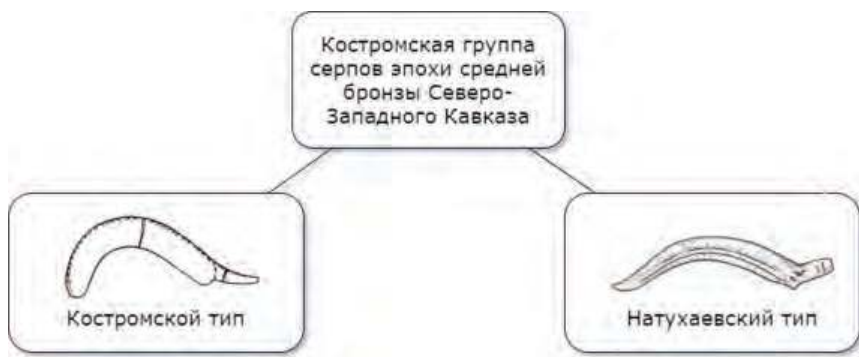 Костромская группа
серпов эпохи средней
бронзы Северо-
Западного Кавказа
Костромской тип
Натухаевский тип